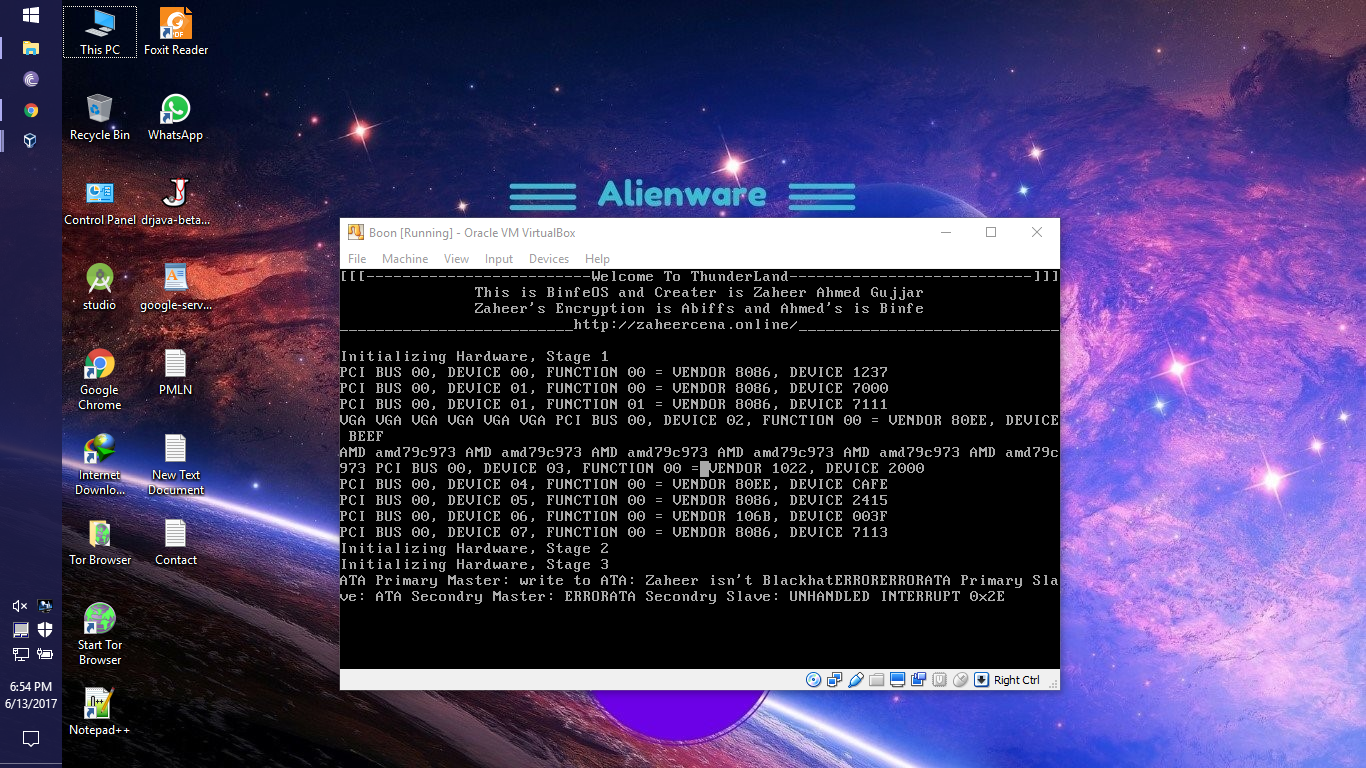 This PC
Foxit Reader
Recycle Bin
WhatsApp
Control Panel
drjava-beta...
studio
google-serv...
Google
Chrome
PMLN
Internet
Downlo...
New Text
Document
Tor Browser
Contact
Start Tor
Browser
Notepad++
6:54 PM
6/13/2017
Alienware
Boon [Running] - Oracle VM VirtualBox
File Machine View Input Devices Help
[[[-------------------------Welcome To ThunderLand---------------------------]]]
This is BinfeOS and Creater is Zaheer Ahmed Gujjar
Zaheer's Encryption is Abiffs and Ahmed's is Binfe
__________________________http://zaheercena.online/_____________________________
Initializing Hardware, Stage 1
PCI BUS 00, DEVICE 00, FUNCTION 00 = VENDOR 8086, DEVICE 1237
PCI BUS 00, DEVICE 01, FUNCTION 00 = VENDOR 8086, DEVICE 7000
PCI BUS 00, DEVICE 01, FUNCTION 01 = VENDOR 8086, DEVICE 7111
VGA VGA VGA VGA VGA VGA PCI BUS 00, DEVICE 02, FUNCTION 00 = VENDOR 80EE, DEVICE
BEEF
AMD amd79c973 AMD amd79c973 AMD amd79c973 AMD amd79c973 AMD amd79c973 AMD amd79c
973 PCI BUS 00, DEVICE 03, FUNCTION 00 = VENDOR 1022, DEVICE 2000
PCI BUS 00, DEVICE 04, FUNCTION 00 = VENDOR 80EE, DEVICE CAFE
PCI BUS 00, DEVICE 05, FUNCTION 00 = VENDOR 8086, DEVICE 2415
PCI BUS 00, DEVICE 06, FUNCTION 00 = VENDOR 106B, DEVICE 003F
PCI BUS 00, DEVICE 07, FUNCTION 00 = VENDOR 8086, DEVICE 7113
Initializing Hardware, Stage 2
Initializing Hardware, Stage 3
ATA Primary Master: write to ATA: Zaheer isn't BlackhatERRORERRORATA Primary Sla
ve: ATA Secondry Master: ERRORATA Secondry Slave: UNHANDLED INTERRUPT 0x2E
Right Ctrl